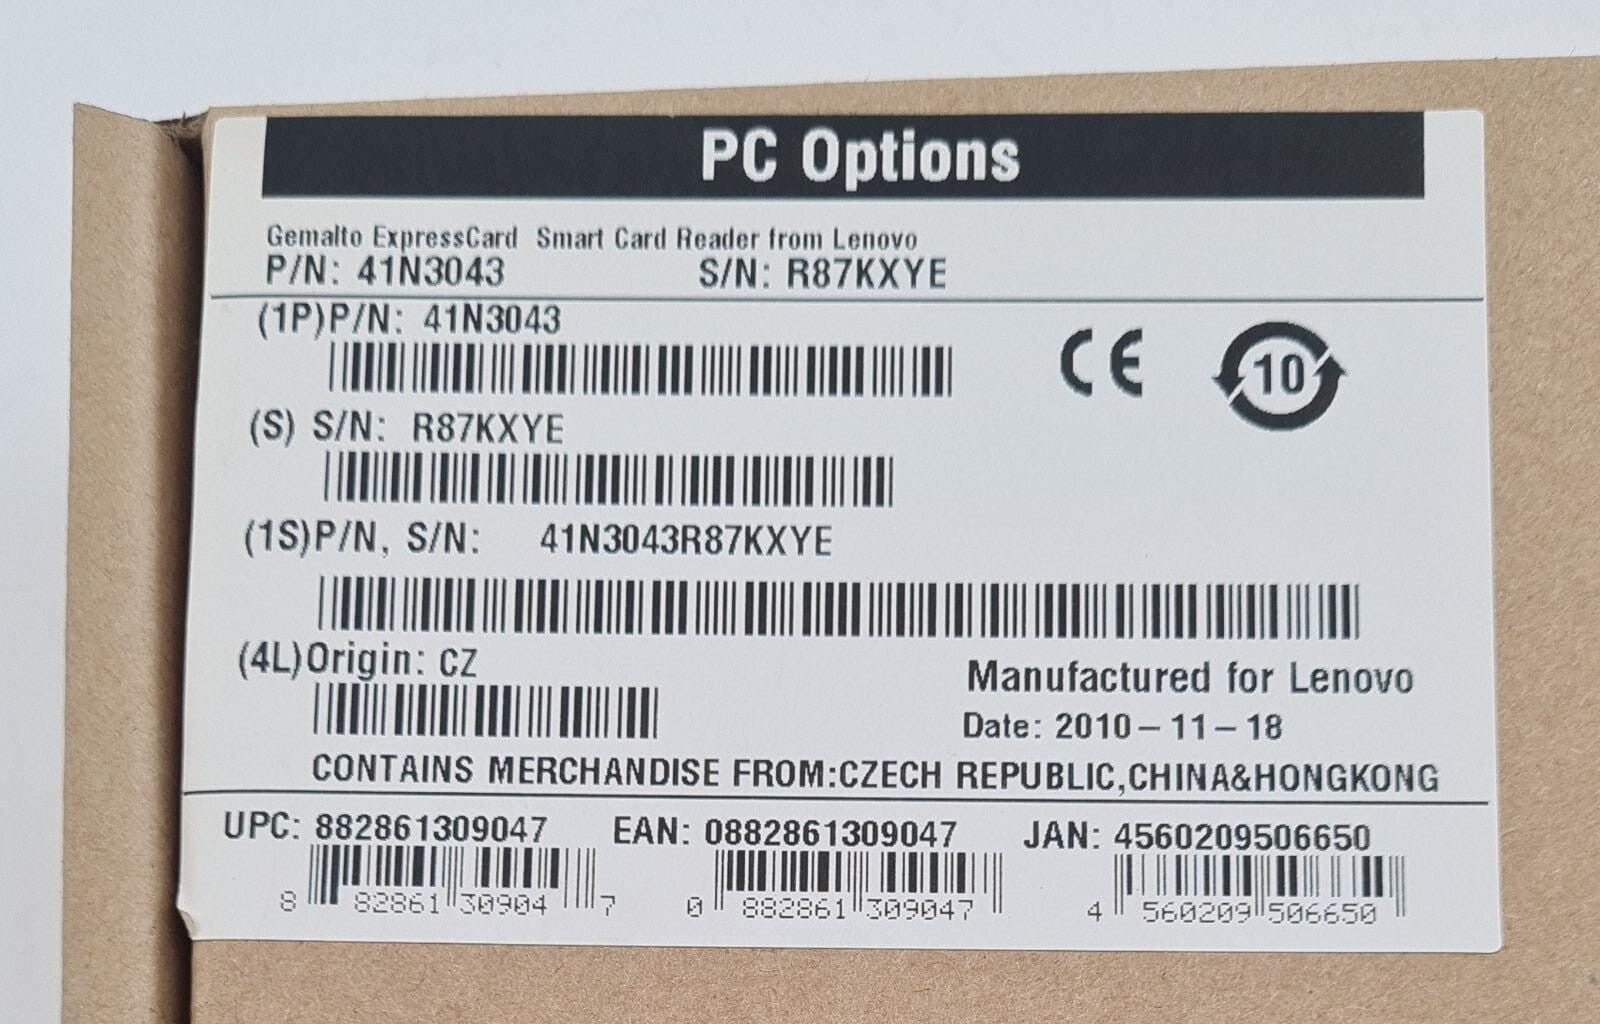 PC Options
Gemalto ExpressCard Smart Card Reader from Lenovo
P/N: 41N3043 S/N: R87KXYE
(1P)P/N: 41N3043
CE 10
(S) S/N: R87KXYE
(1S)P/N, S/N: 41N3043R87KXYE
(4L)Origin: CZ
Manufactured for Lenovo
Date: 2010-11-18
CONTAINS MERCHANDISE FROM:CZECH REPUBLIC,CHINA&HONGKONG
UPC: 882861309047 EAN: 0882861309047 JAN: 4560209506650
8 82861 30904 7 0 882861 309047 4 560209 506650